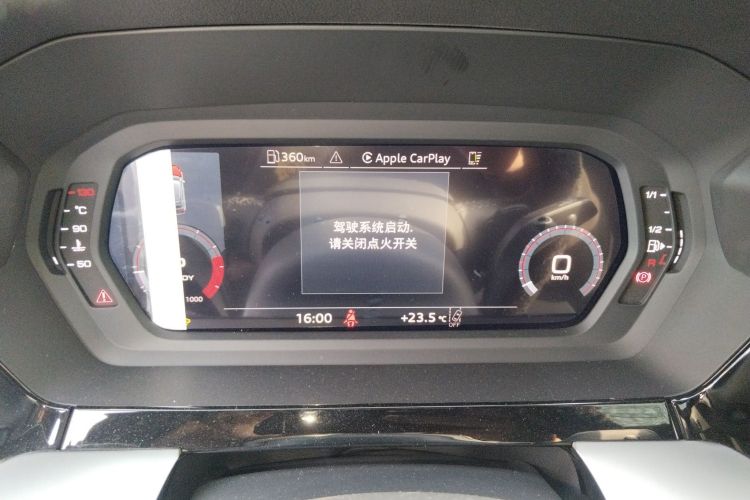 360km
Apple CarPlay
130
°C
90
50
驾驶系统启动.
请关闭点火开关
1/1
1/2
R
0
km/h
1000
16:00
+23.5°C
OFF